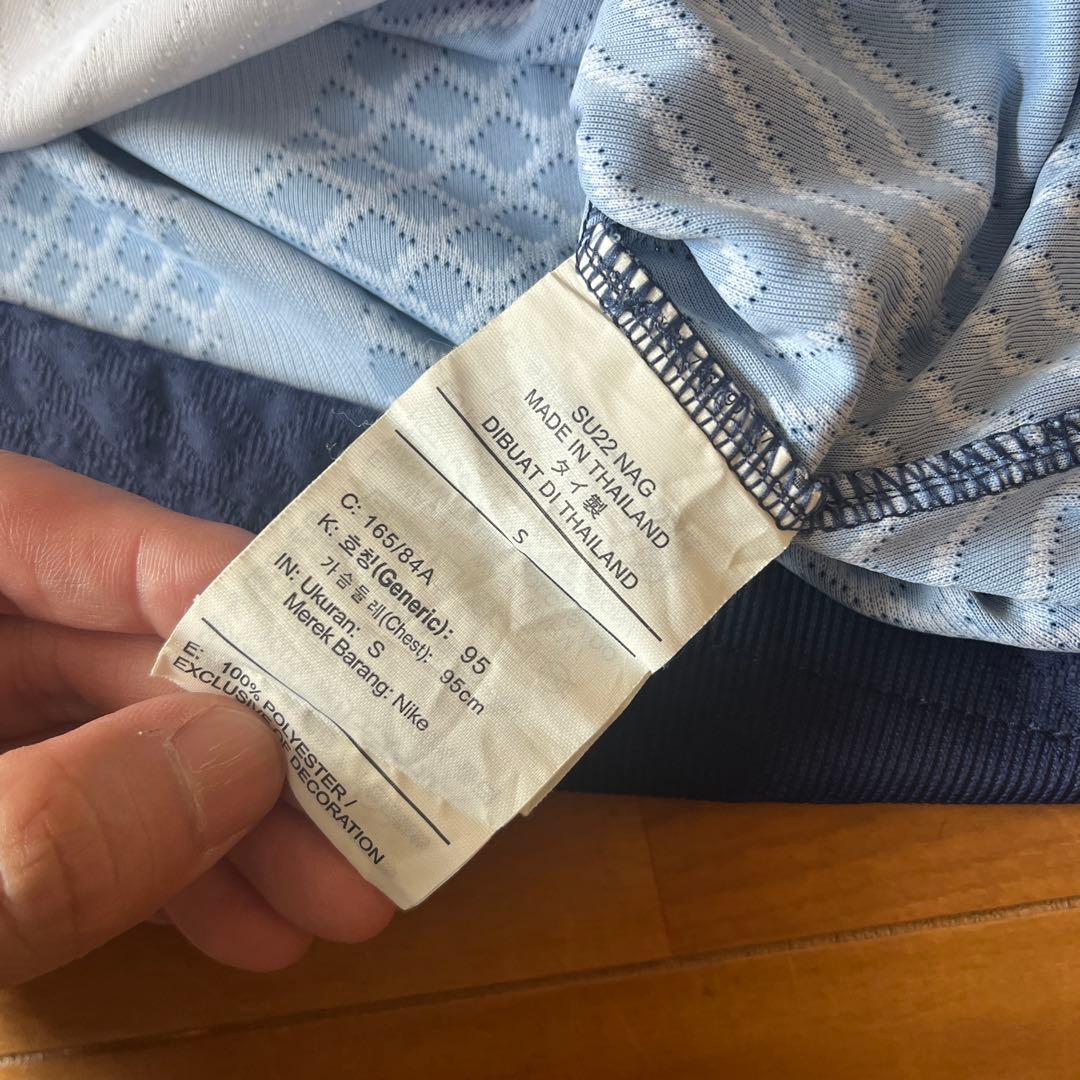 SU22 NAG
MADE IN THAILAND
タイ製
DIBUAT DI THAILAND
S
C: 165/84A
K: 호칭(Generic): 95
가슴둘레(Chest): 95cm
IN: Ukuran: S
Merek Barang: Nike
E: 100% POLYESTER /
EXCLUSIVE OF DECORATION